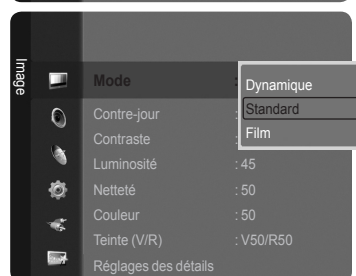 Image
Mode :
Dynamique
Standard
Film
Contre-jour :
Contraste :
Luminosité : 45
Netteté : 50
Couleur : 50
Teinte (V/R) : V50/R50
Réglages des détails